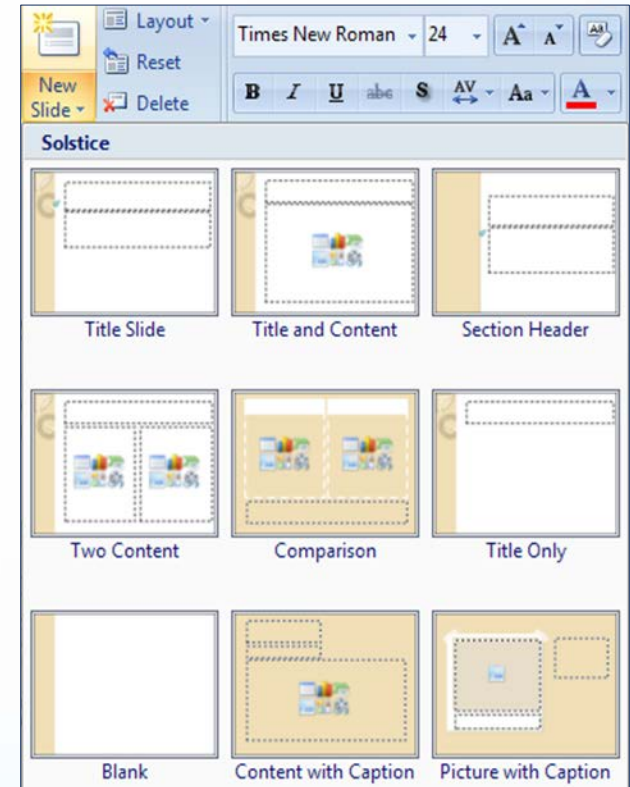 Layout
Reset
New
Slide
Delete
Times New Roman 24 A A Aa
B I U abc S AV Aa A
Solstice
Title Slide Title and Content Section Header
Two Content Comparison Title Only
Blank Content with Caption Picture with Caption